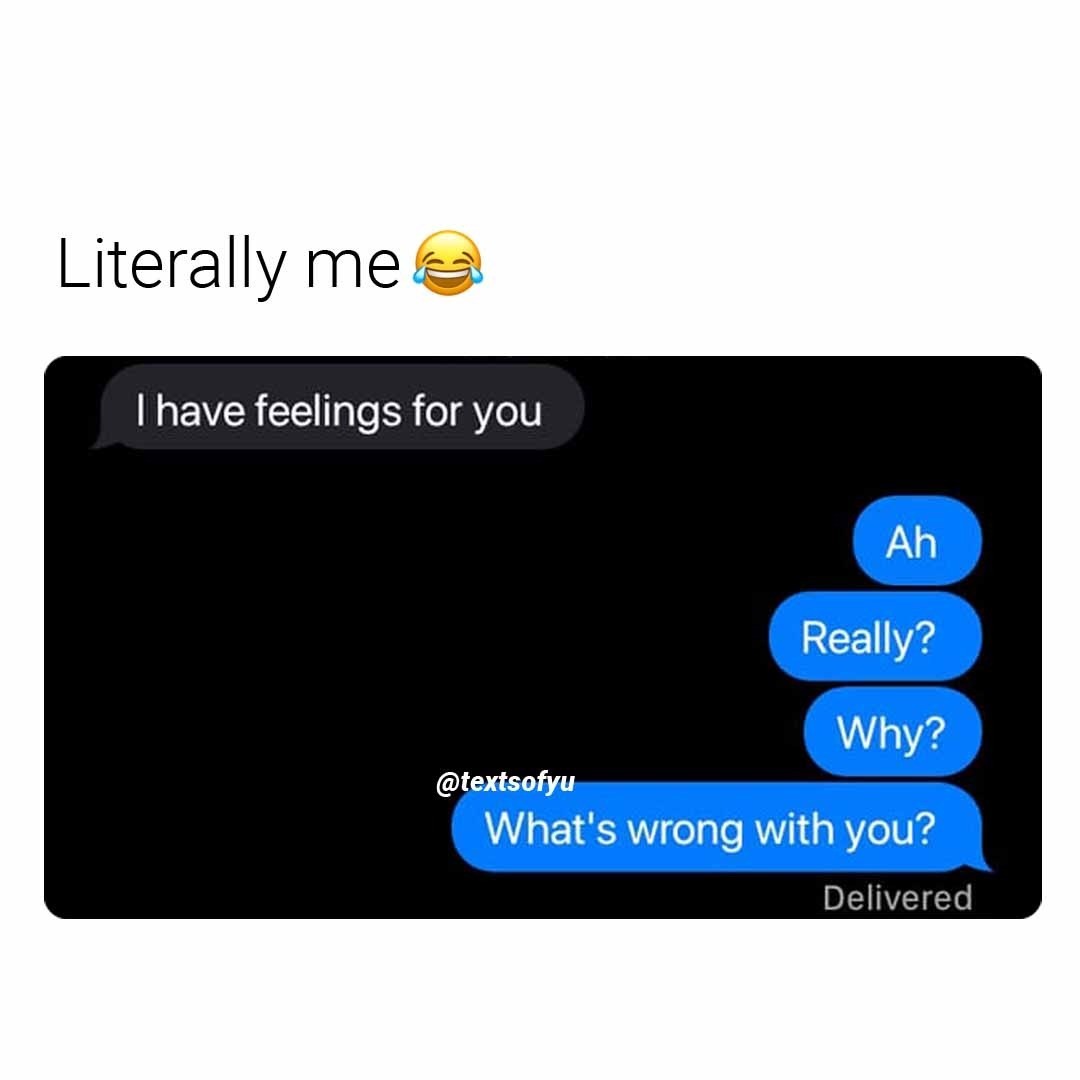 Literally me😂
I have feelings for you
Ah
Really?
Why?
@textsofyu
What's wrong with you?
Delivered